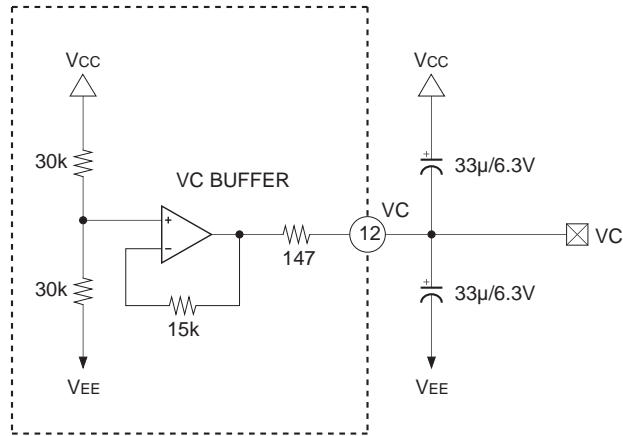 VCC
VCC
30k
VC BUFFER
+
33µ/6.3V
+
−
12
VC
VC
147
30k
15k
+
33µ/6.3V
VEE
VEE